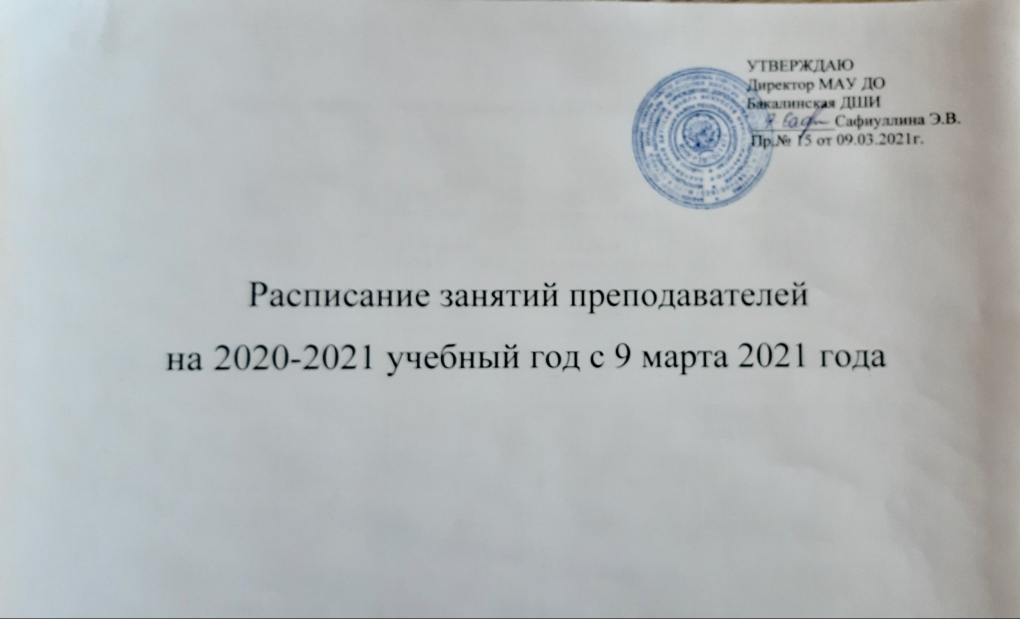 УТВЕРЖДАЮ
Директор МАУ ДО
Бакалинская ДШИ
Сафиуллина Э.В.
Пр.№ 15 от 09.03.2021г.
Расписание занятий преподавателей
на 2020-2021 учебный год с 9 марта 2021 года